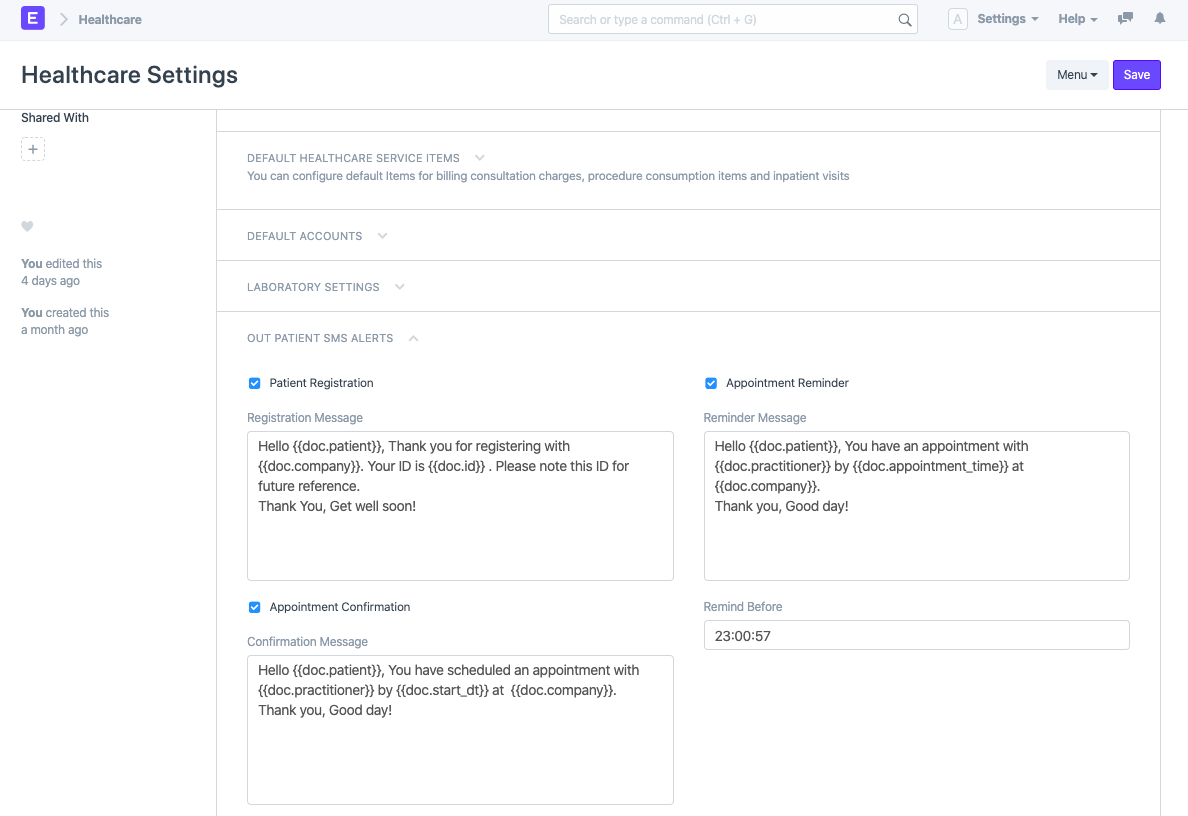 E
Healthcare
Search or type a command (Ctrl + G)
A
Settings
Help
Healthcare Settings
Menu
Save
Shared With
+
You edited this
4 days ago
You created this
a month ago
DEFAULT HEALTHCARE SERVICE ITEMS
You can configure default Items for billing consultation charges, procedure consumption items and inpatient visits
DEFAULT ACCOUNTS
LABORATORY SETTINGS
OUT PATIENT SMS ALERTS
Patient Registration
Registration Message
Hello {{doc.patient}}, Thank you for registering with
{{doc.company}}. Your ID is {{doc.id}} . Please note this ID for
future reference.
Thank You, Get well soon!
Appointment Confirmation
Confirmation Message
Hello {{doc.patient}}, You have scheduled an appointment with
{{doc.practitioner}} by {{doc.start_dt}} at  {{doc.company}}.
Thank you, Good day!
Appointment Reminder
Reminder Message
Hello {{doc.patient}}, You have an appointment with
{{doc.practitioner}} by {{doc.appointment_time}} at
{{doc.company}}.
Thank you, Good day!
Remind Before
23:00:57